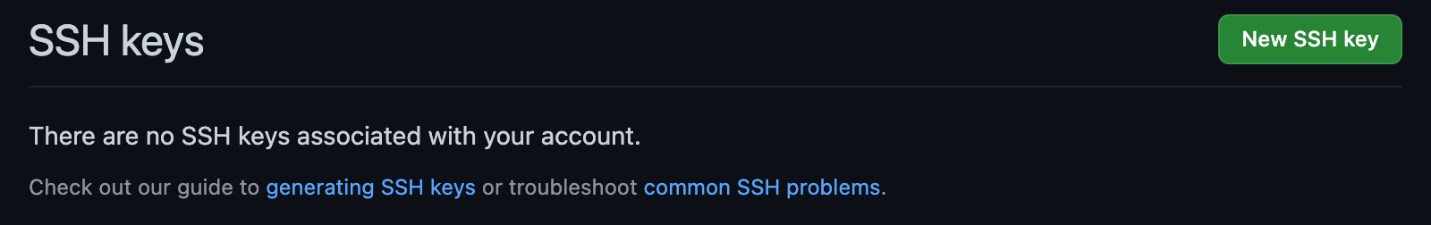 SSH keys
New SSH key
There are no SSH keys associated with your account.
Check out our guide to generating SSH keys or troubleshoot common SSH problems.